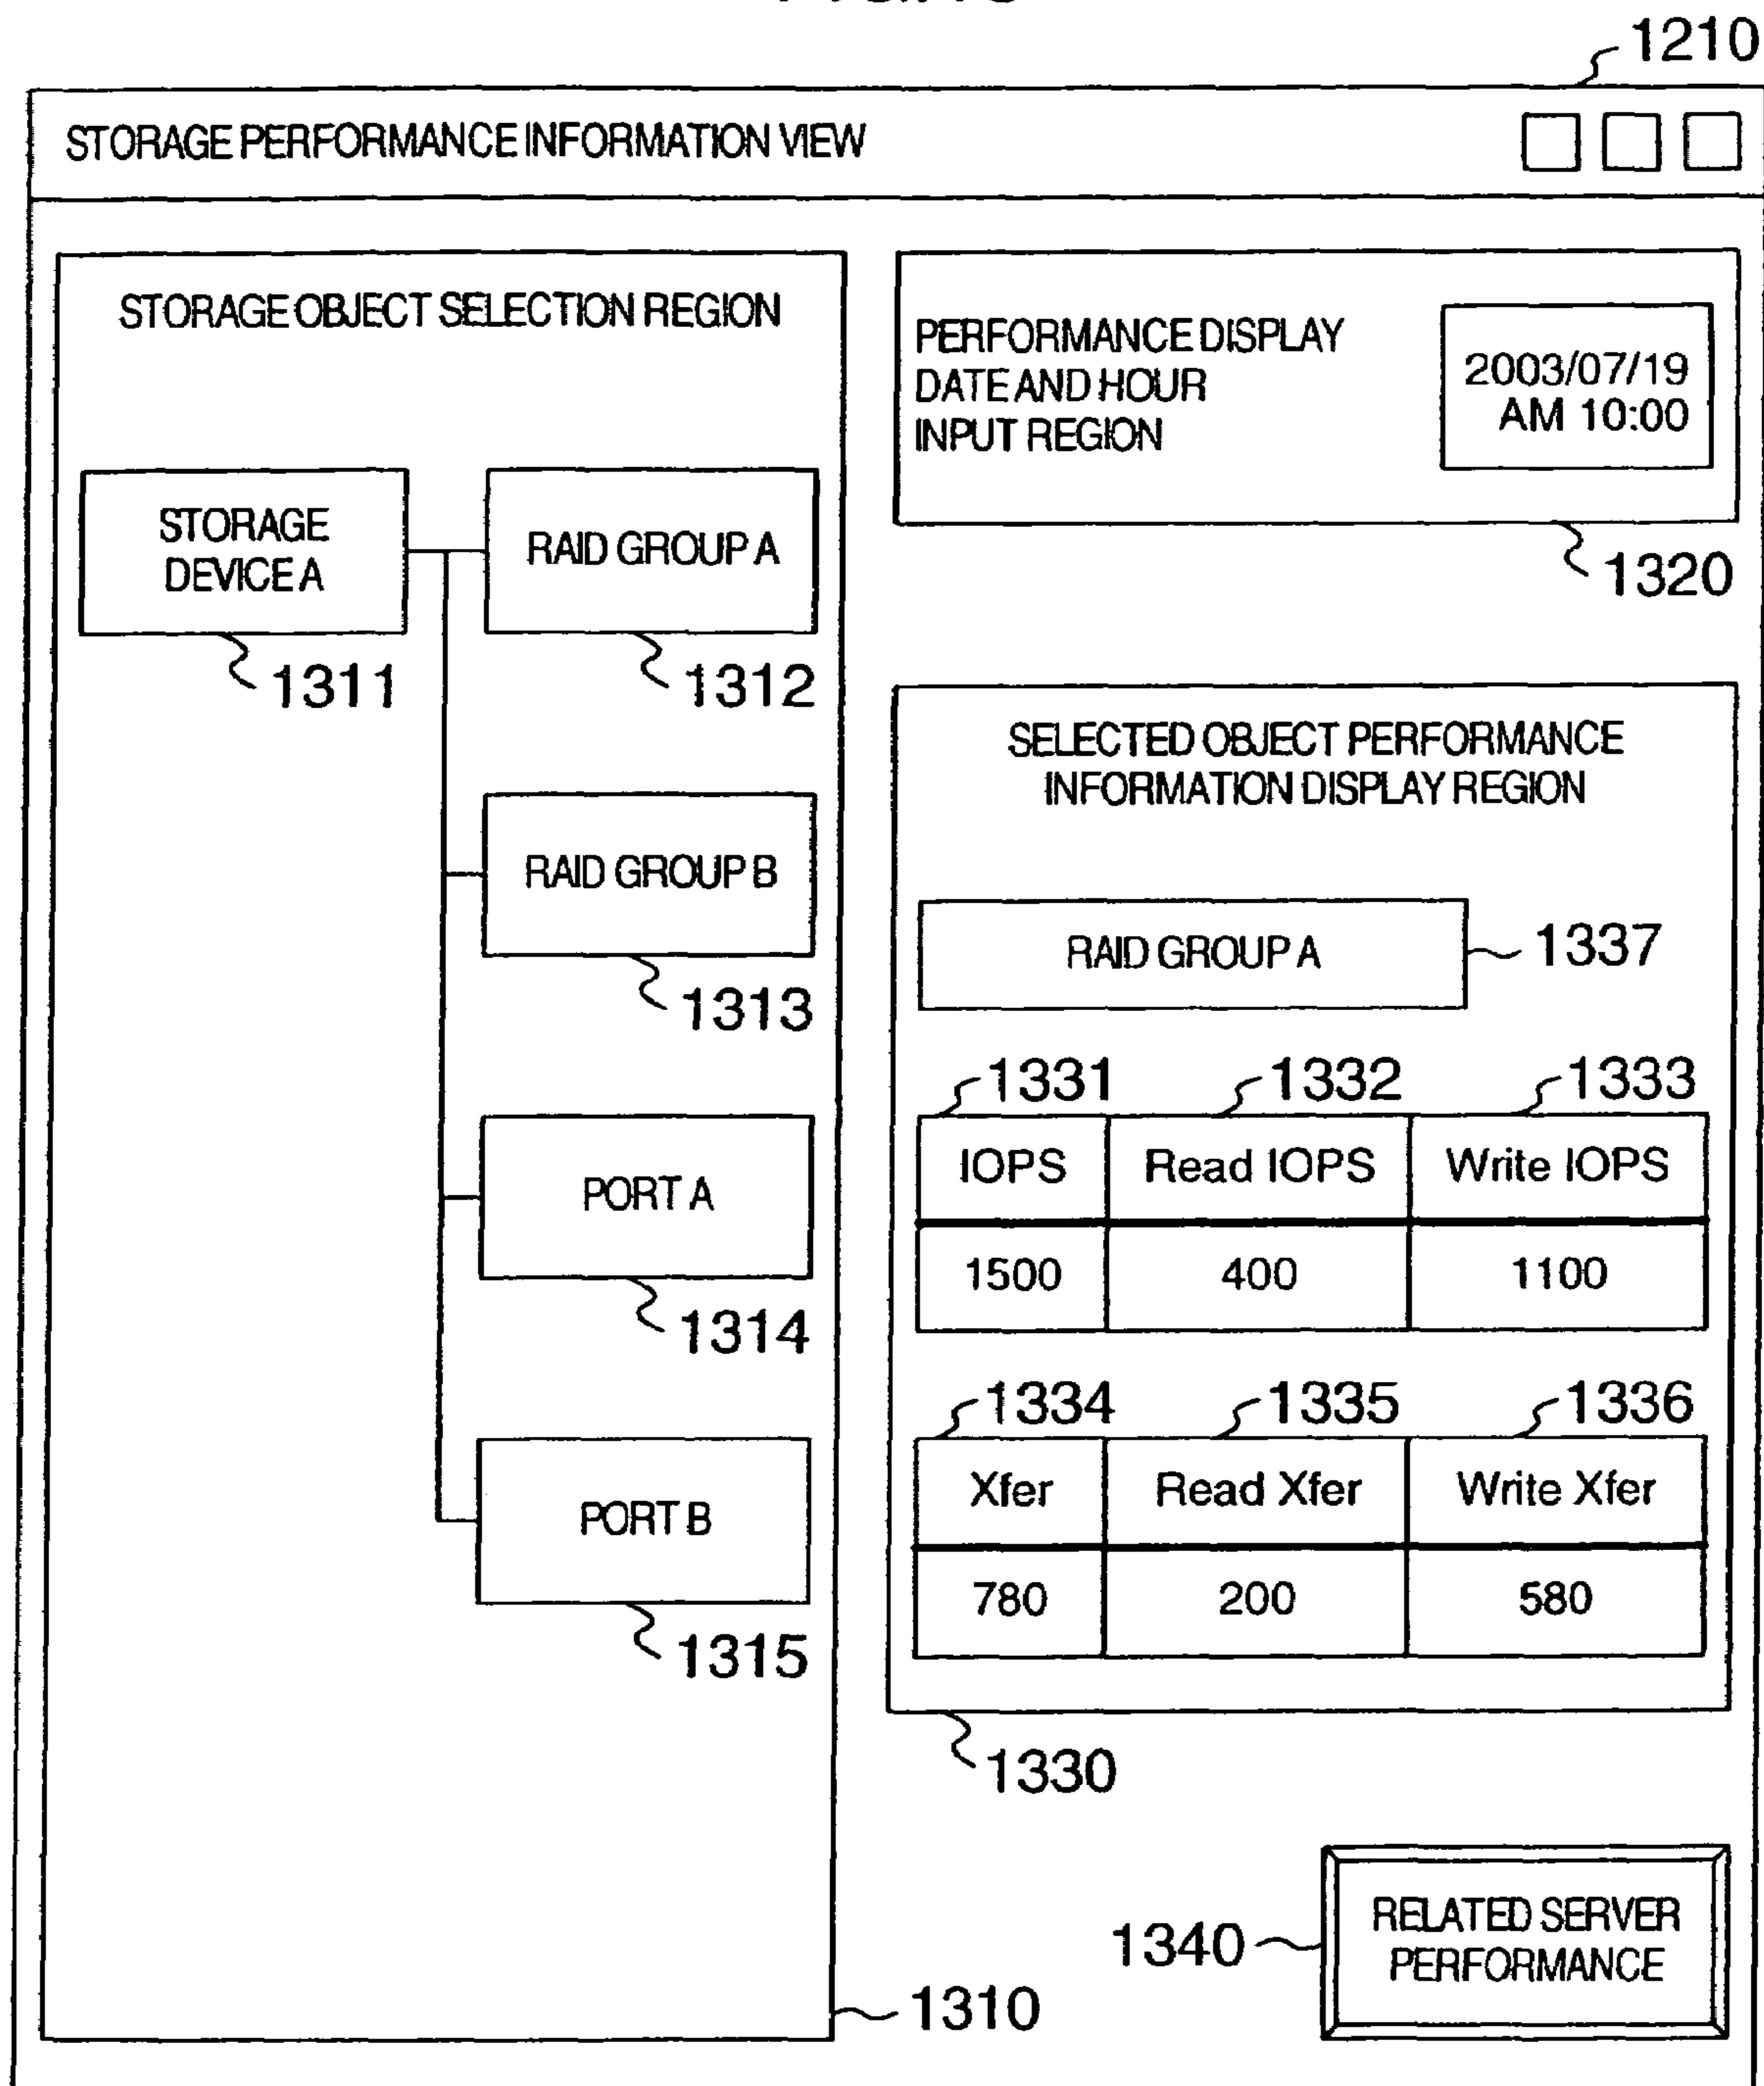 1210
STORAGE PERFORMANCE INFORMATION VIEW
STORAGE OBJECT SELECTION REGION
STORAGE
DEVICE A
1311
RAID GROUP A
1312
RAID GROUP B
1313
PORT A
1314
PORT B
1315
1310
PERFORMANCE DISPLAY
DATE AND HOUR
INPUT REGION
2003/07/19
AM 10:00
1320
SELECTED OBJECT PERFORMANCE
INFORMATION DISPLAY REGION
RAID GROUP A
1337
1331 1332 1333
IOPS Read IOPS Write IOPS
1500 400 1100
1334 1335 1336
Xfer Read Xfer Write Xfer
780 200 580
1330
1340
RELATED SERVER
PERFORMANCE